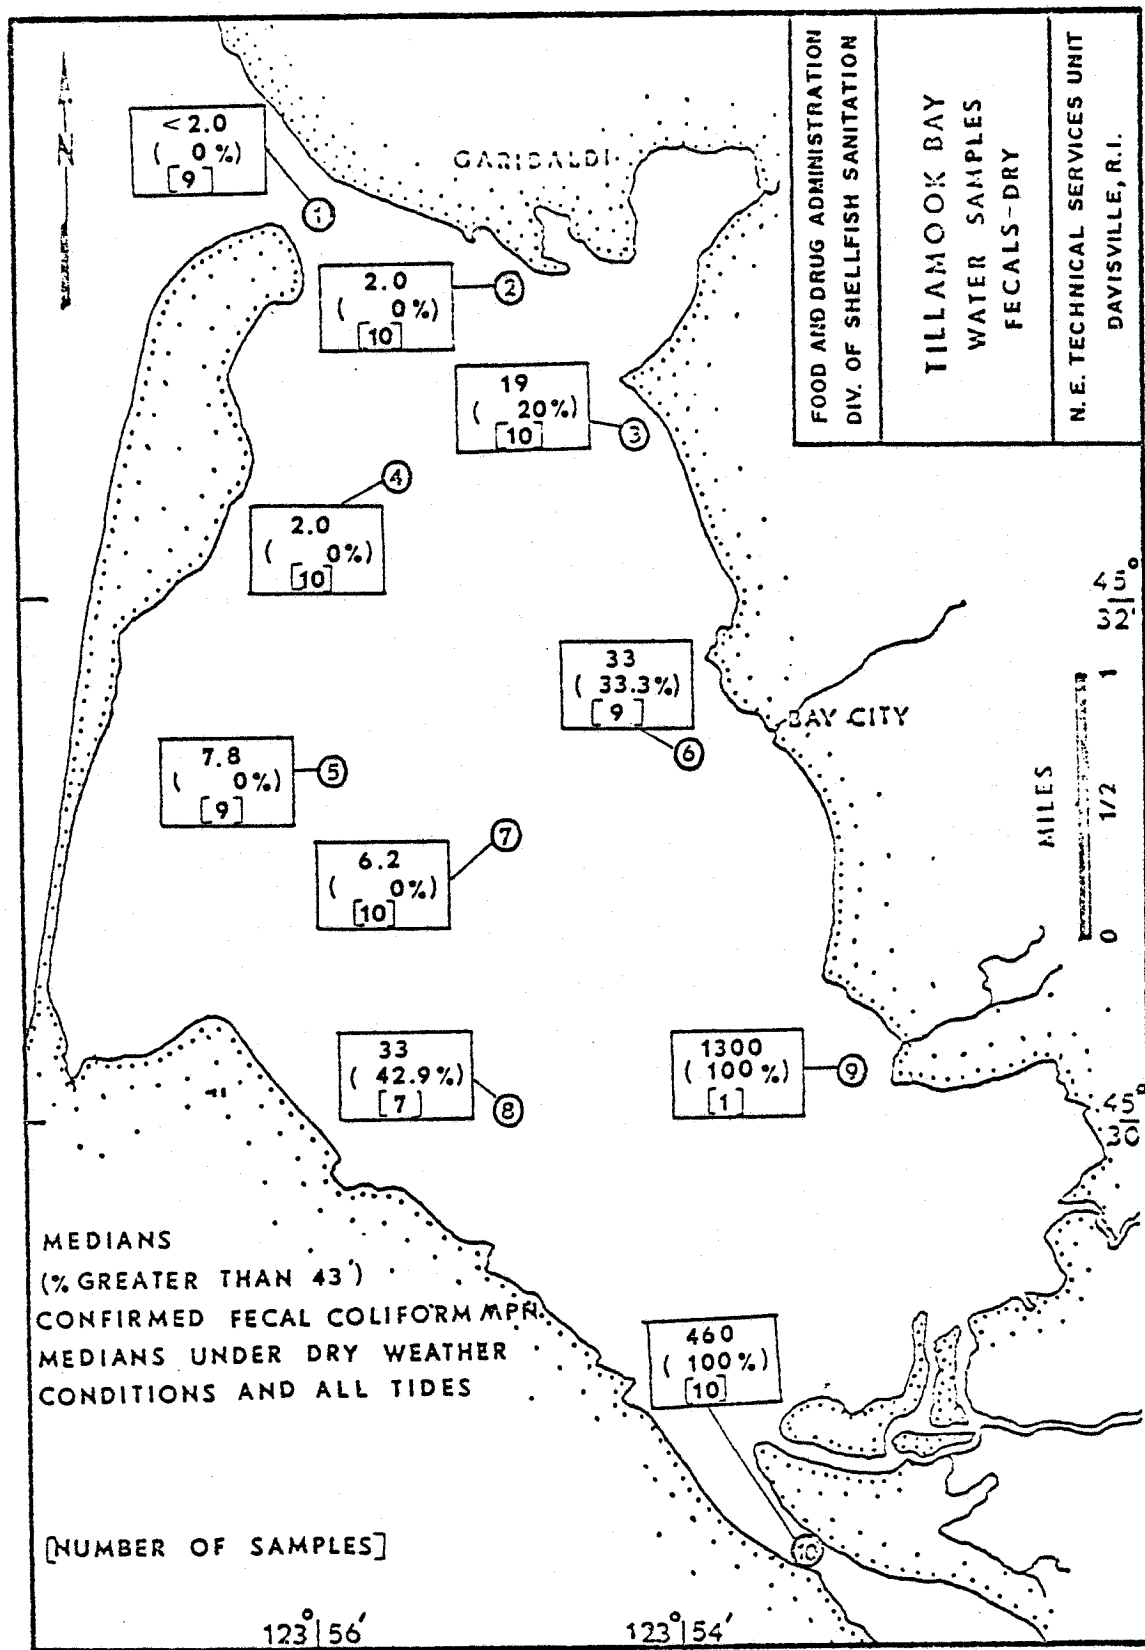 FOOD AND DRUG ADMINISTRATION
DIV. OF SHELLFISH SANITATION
TILLAMOOK BAY
WATER SAMPLES
FECALS-DRY
N. E. TECHNICAL SERVICES UNIT
DAVISVILLE, R.I.
N
<2.0
( 0%)
[9]
1
GARIBALDI
2.0
( 0%)
[10]
2
19
( 20%)
[10]
3
4
2.0
( 0%)
[10]
45°
32'
33
( 33.3%)
[9]
6
BAY CITY
7.8
( 0%)
[9]
5
MILES
1
1/2
0
6.2
( 0%)
[10]
7
33
( 42.9%)
[7]
8
1300
( 100%)
[1]
9
45°
30
MEDIANS
(% GREATER THAN 43')
CONFIRMED FECAL COLIFORM MPN.
MEDIANS UNDER DRY WEATHER
CONDITIONS AND ALL TIDES
460
( 100%)
[10]
10
[NUMBER OF SAMPLES]
123° 56'
123° 54'